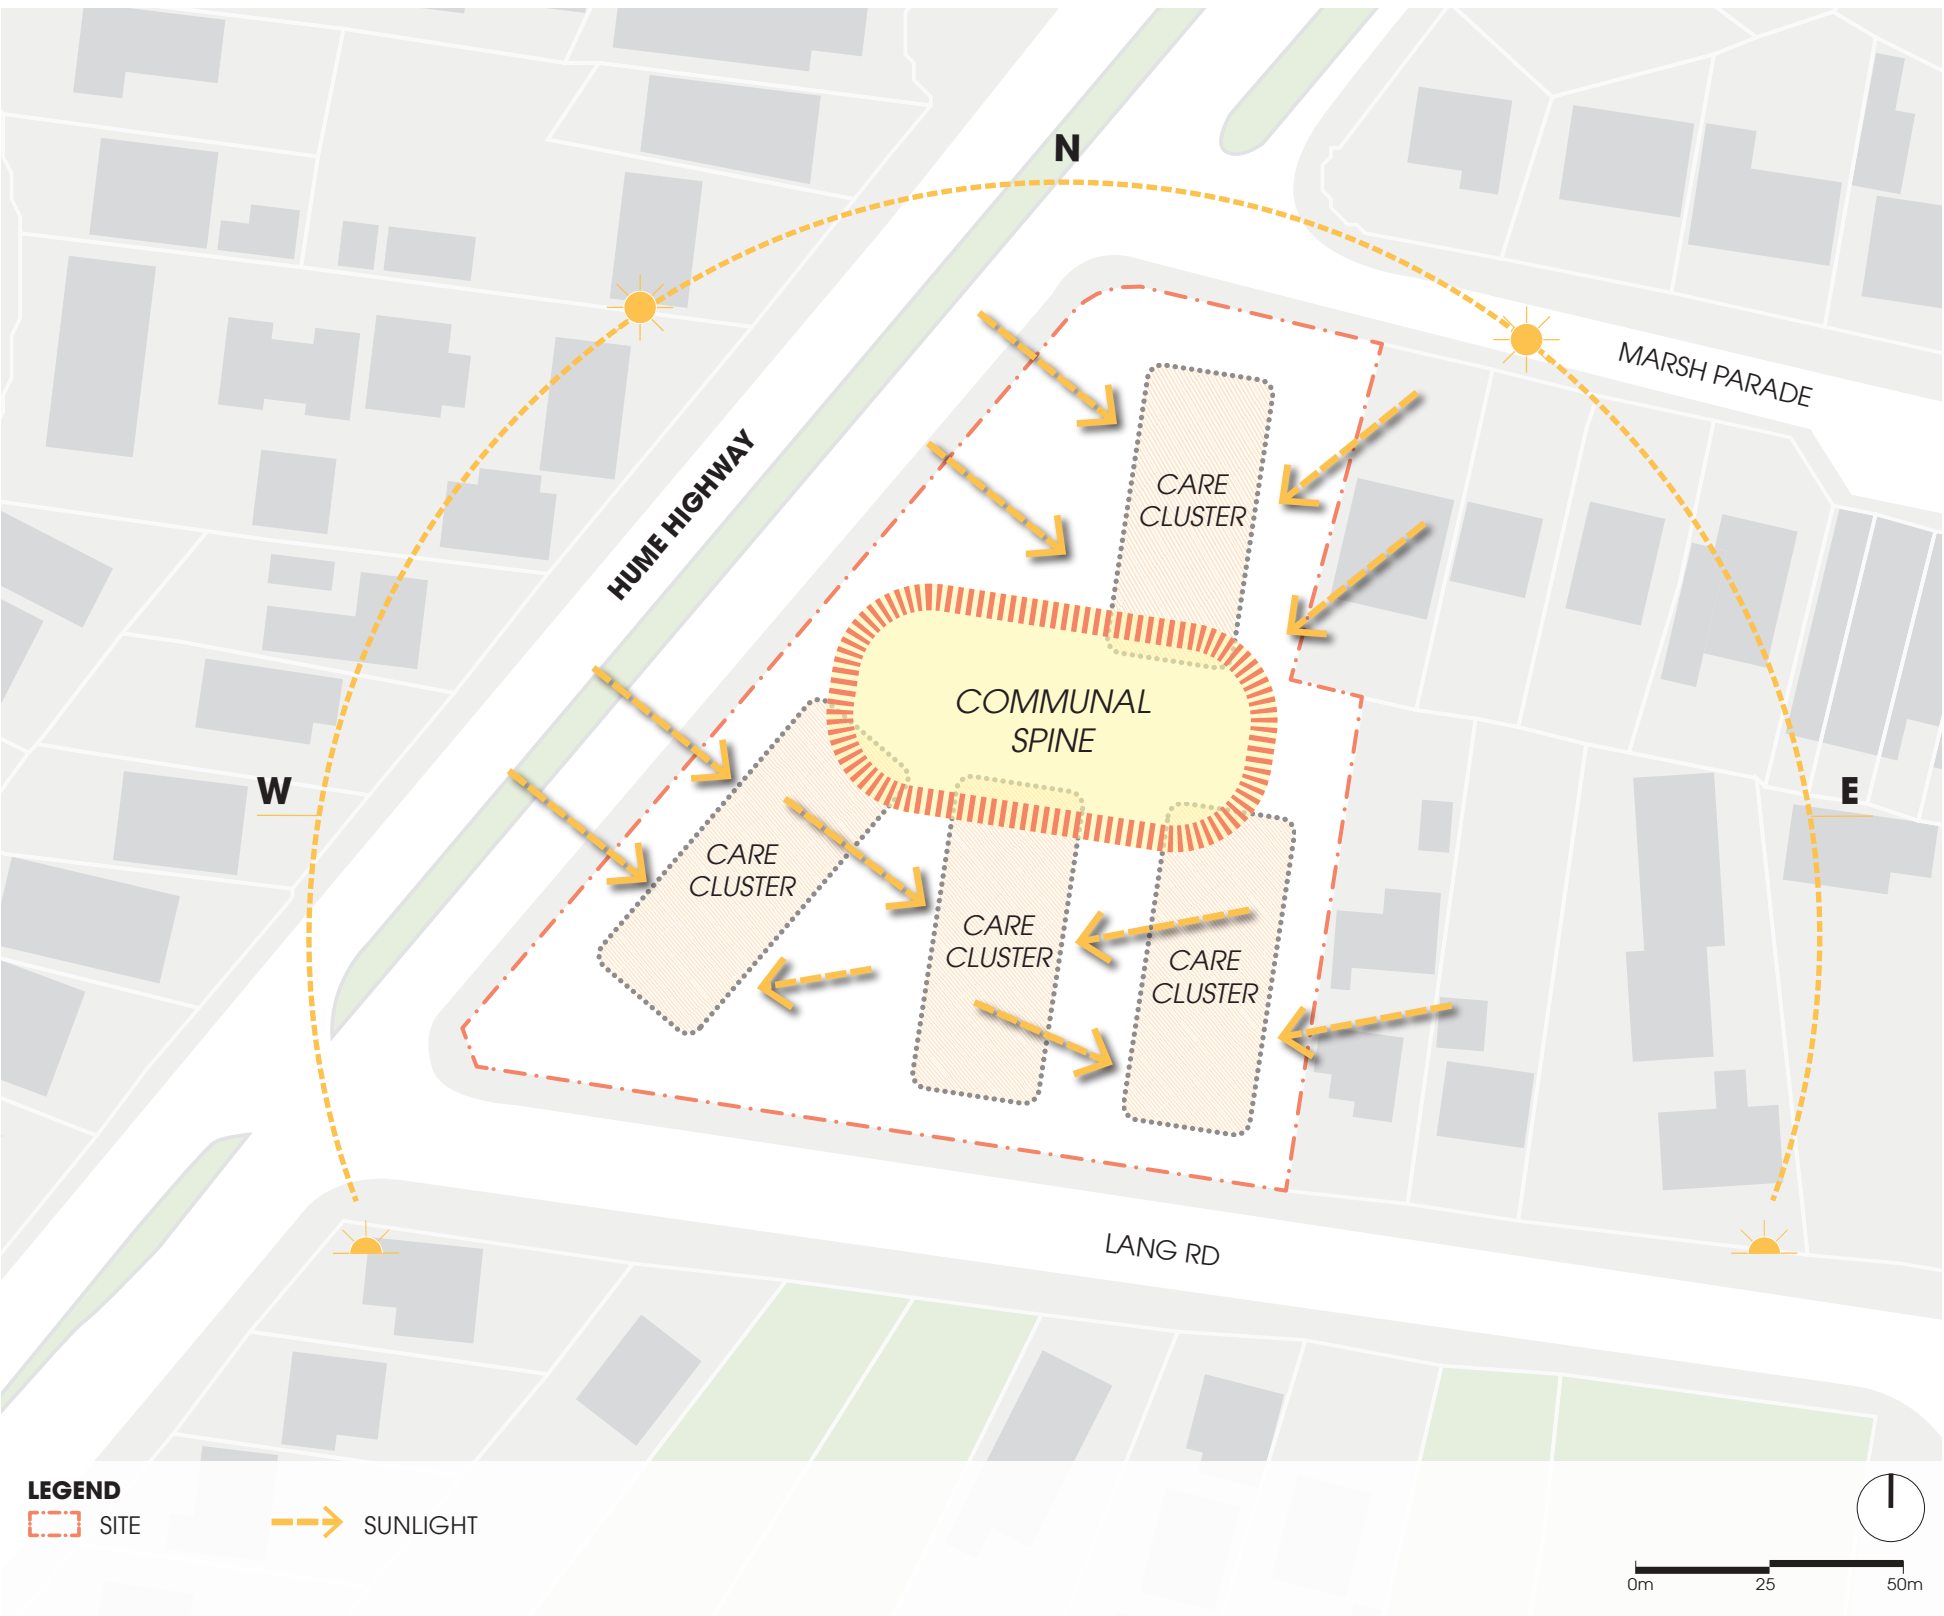 N
MARSH PARADE
HUME HIGHWAY
CARE
CLUSTER
COMMUNAL
SPINE
W
E
CARE
CLUSTER
CARE
CLUSTER
CARE
CLUSTER
LANG RD
LEGEND
SITE
SUNLIGHT
0m 25 50m